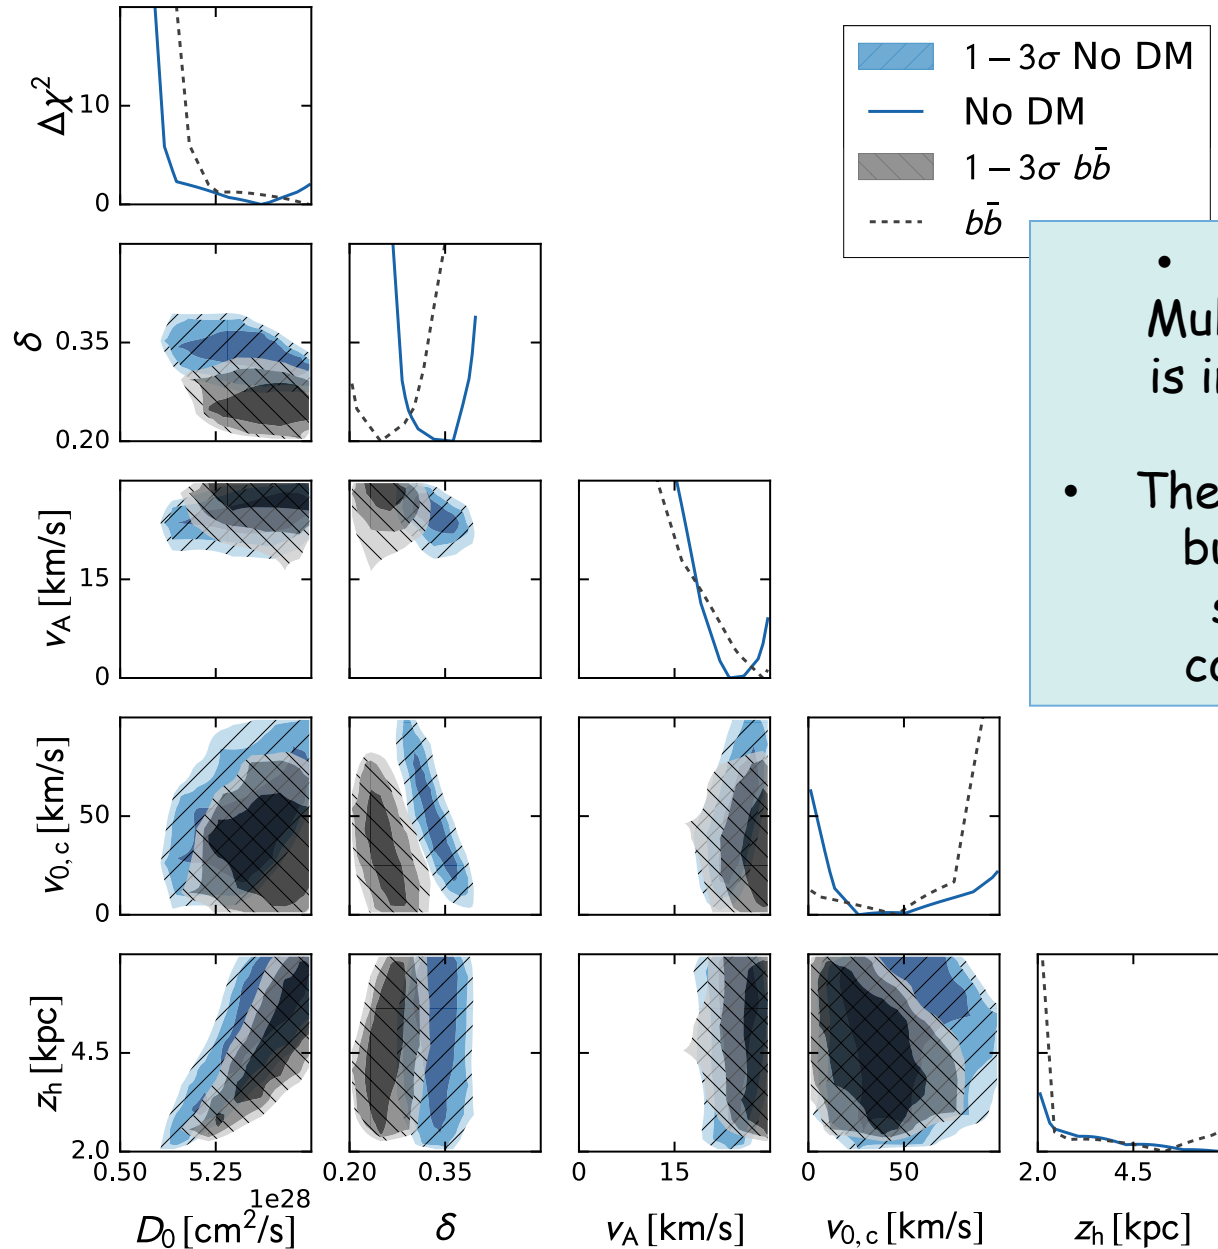 1 – 3σ No DM
No DM
1 – 3σ bb̄
bb̄
Δχ²
10
0
δ
0.35
0.20
v_A [km/s]
15
0
v_0,c [km/s]
50
0
z_h [kpc]
4.5
2.0
0.50 5.25
1e28
D_0 [cm²/s]
0.20 0.35
δ
0 15
v_A [km/s]
0 50
v_0,c [km/s]
2.0 4.5
z_h [kpc]
•
is
• The